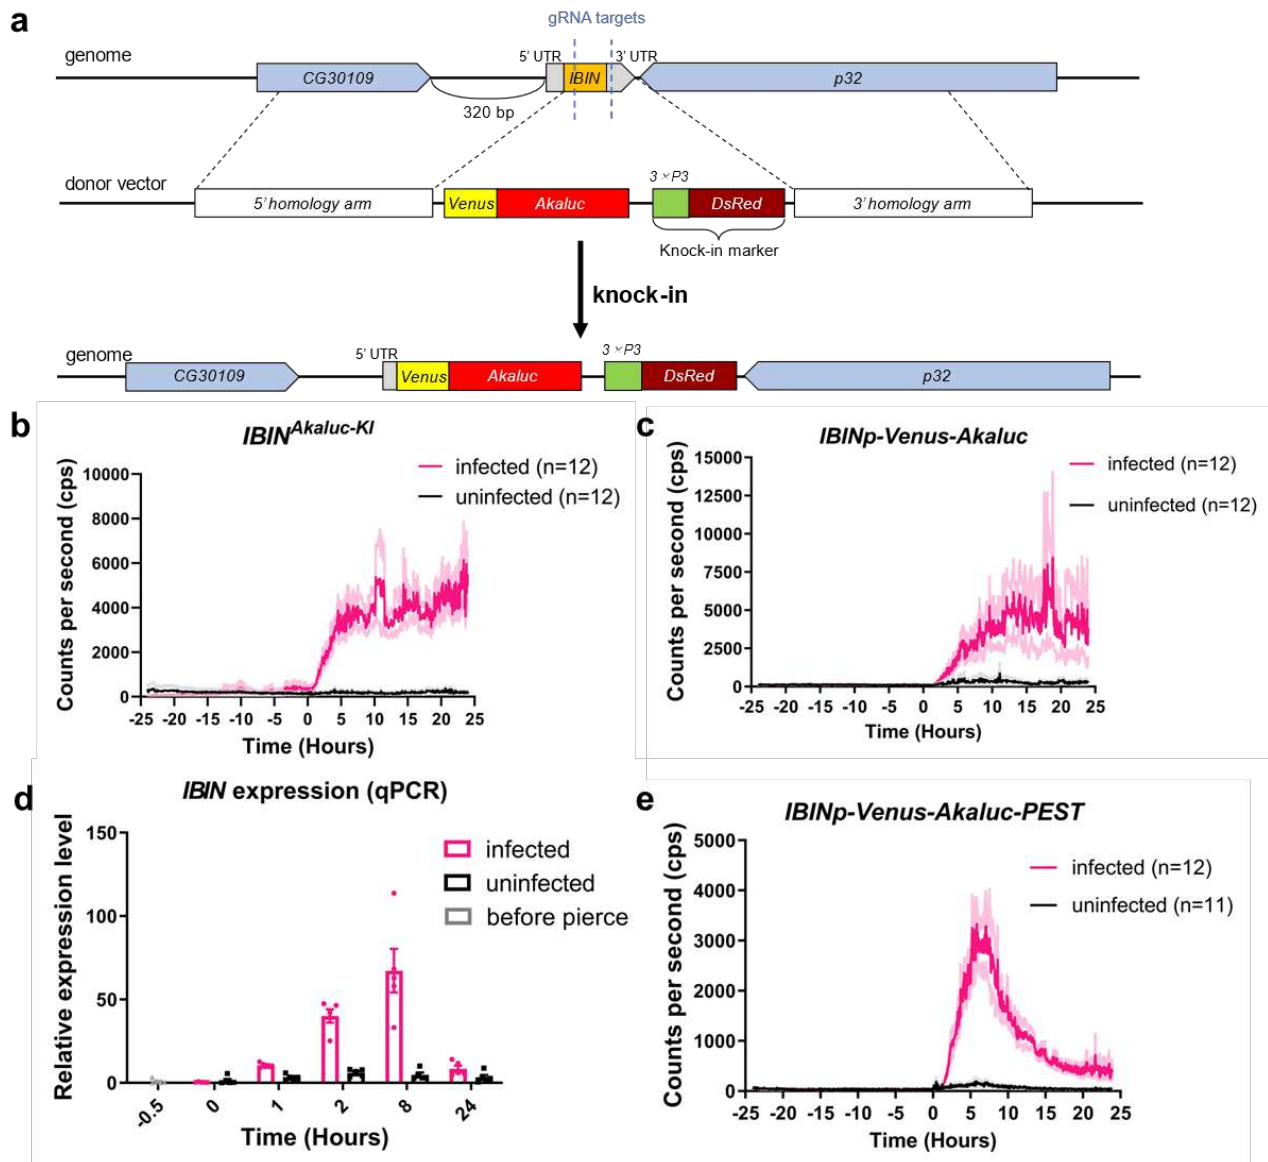 a
gRNA targets
genome
5' UTR
3' UTR
CG30109
IBIN
p32
320 bp
donor vector
3×P3
5' homology arm
Venus
Akaluc
DsRed
3' homology arm
Knock-in marker
knock-in
genome
5' UTR
3×P3
CG30109
Venus
Akaluc
DsRed
p32
b
IBIN^Akaluc-KI
infected (n=12)
uninfected (n=12)
Counts per second (cps)
10000
8000
6000
4000
2000
0
-25 -20 -15 -10 -5 0 5 10 15 20 25
Time (Hours)
c
IBINp-Venus-Akaluc
infected (n=12)
uninfected (n=12)
Counts per second (cps)
15000
12500
10000
7500
5000
2500
0
-25 -20 -15 -10 -5 0 5 10 15 20 25
Time (Hours)
d
IBIN expression (qPCR)
infected
uninfected
before pierce
Relative expression level
150
100
50
0
-0.5 0 1 2 8 24
Time (Hours)
e
IBINp-Venus-Akaluc-PEST
infected (n=12)
uninfected (n=11)
Counts per second (cps)
5000
4000
3000
2000
1000
0
-25 -20 -15 -10 -5 0 5 10 15 20 25
Time (Hours)